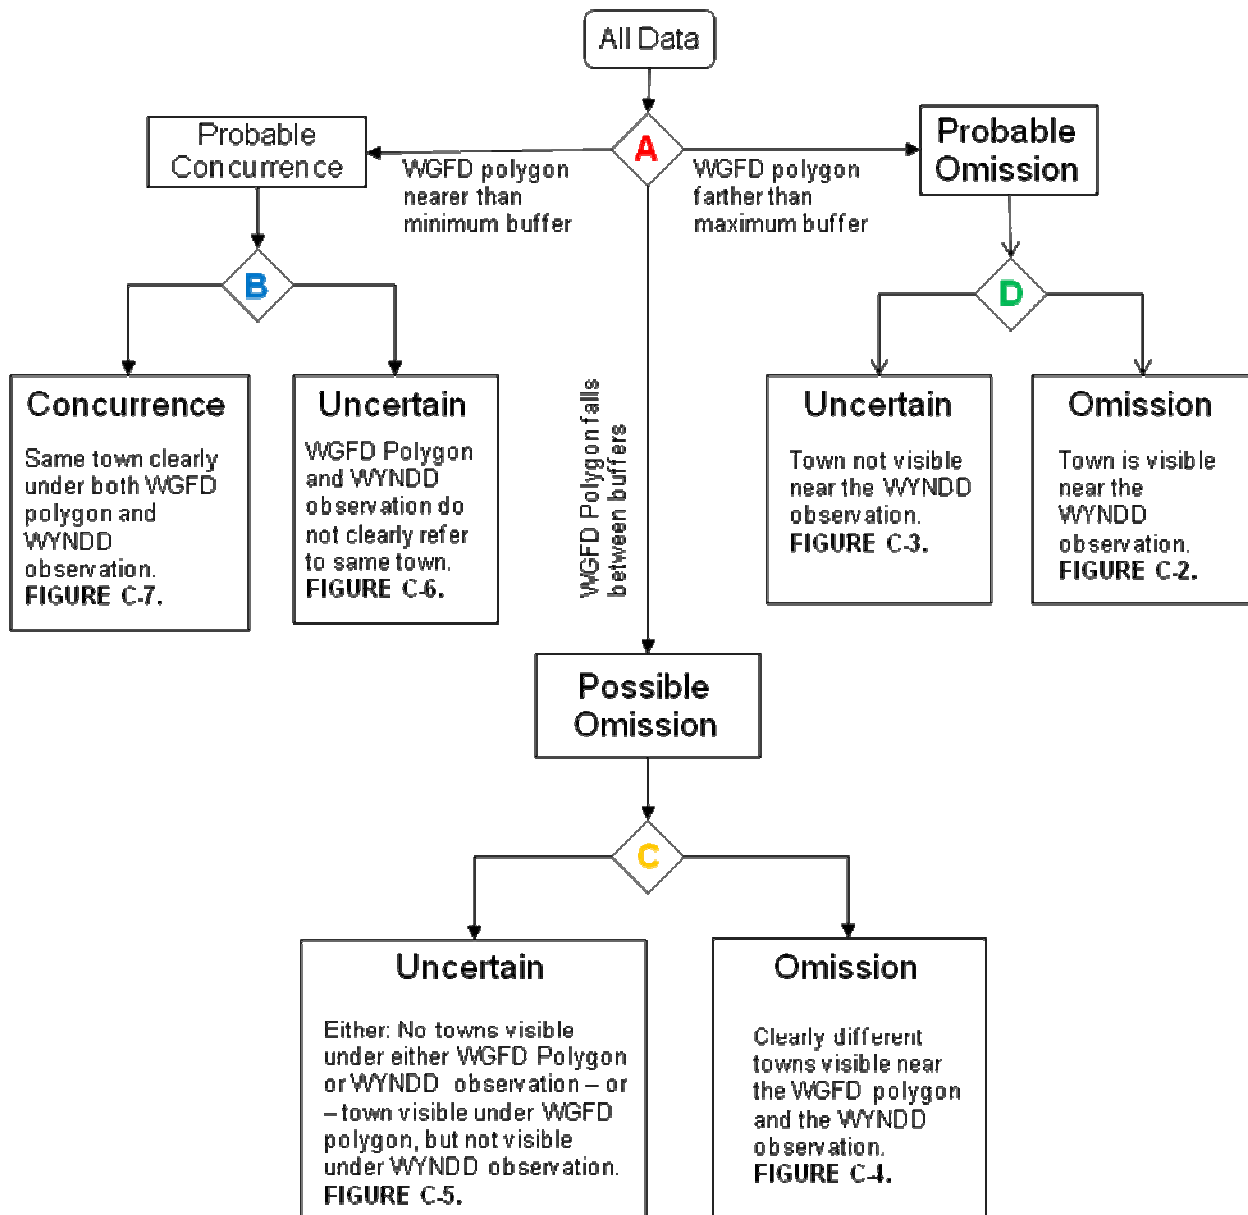 All Data
A
Probable
Concurrence
WGFD polygon
nearer than
minimum buffer
WGFD polygon
farther than
maximum buffer
Probable
Omission
B
D
Concurrence
Same town clearly
under both WGFD
polygon and
WYNDD
observation.
FIGURE C-7.
Uncertain
WGFD Polygon
and WYNDD
observation do
not clearly refer
to same town.
FIGURE C-6.
WGFD Polygon falls
between buffers
Uncertain
Town not visible
near the WYNDD
observation.
FIGURE C-3.
Omission
Town is visible
near the
WYNDD
observation.
FIGURE C-2.
Possible
Omission
C
Uncertain
Either: No towns visible
under either WGFD Polygon
or WYNDD observation – or
– town visible under WGFD
polygon, but not visible
under WYNDD observation.
FIGURE C-5.
Omission
Clearly different
towns visible near
the WGFD polygon
and the WYNDD
observation.
FIGURE C-4.